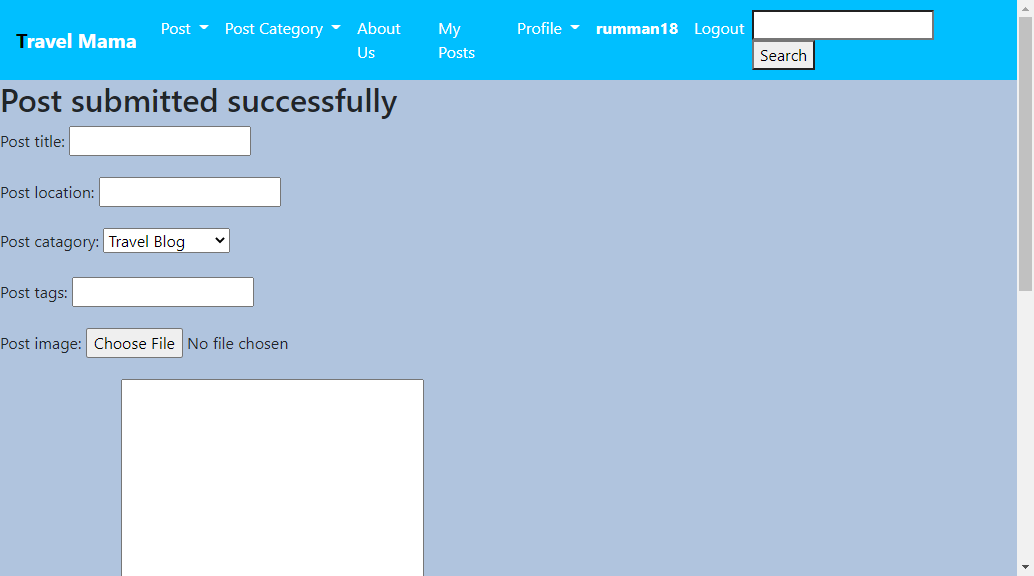 Travel Mama Post Post Category About Us My Posts Profile rumman18 Logout
Search
Post submitted successfully
Post title:
Post location:
Post catagory: Travel Blog
Post tags:
Post image: Choose File No file chosen